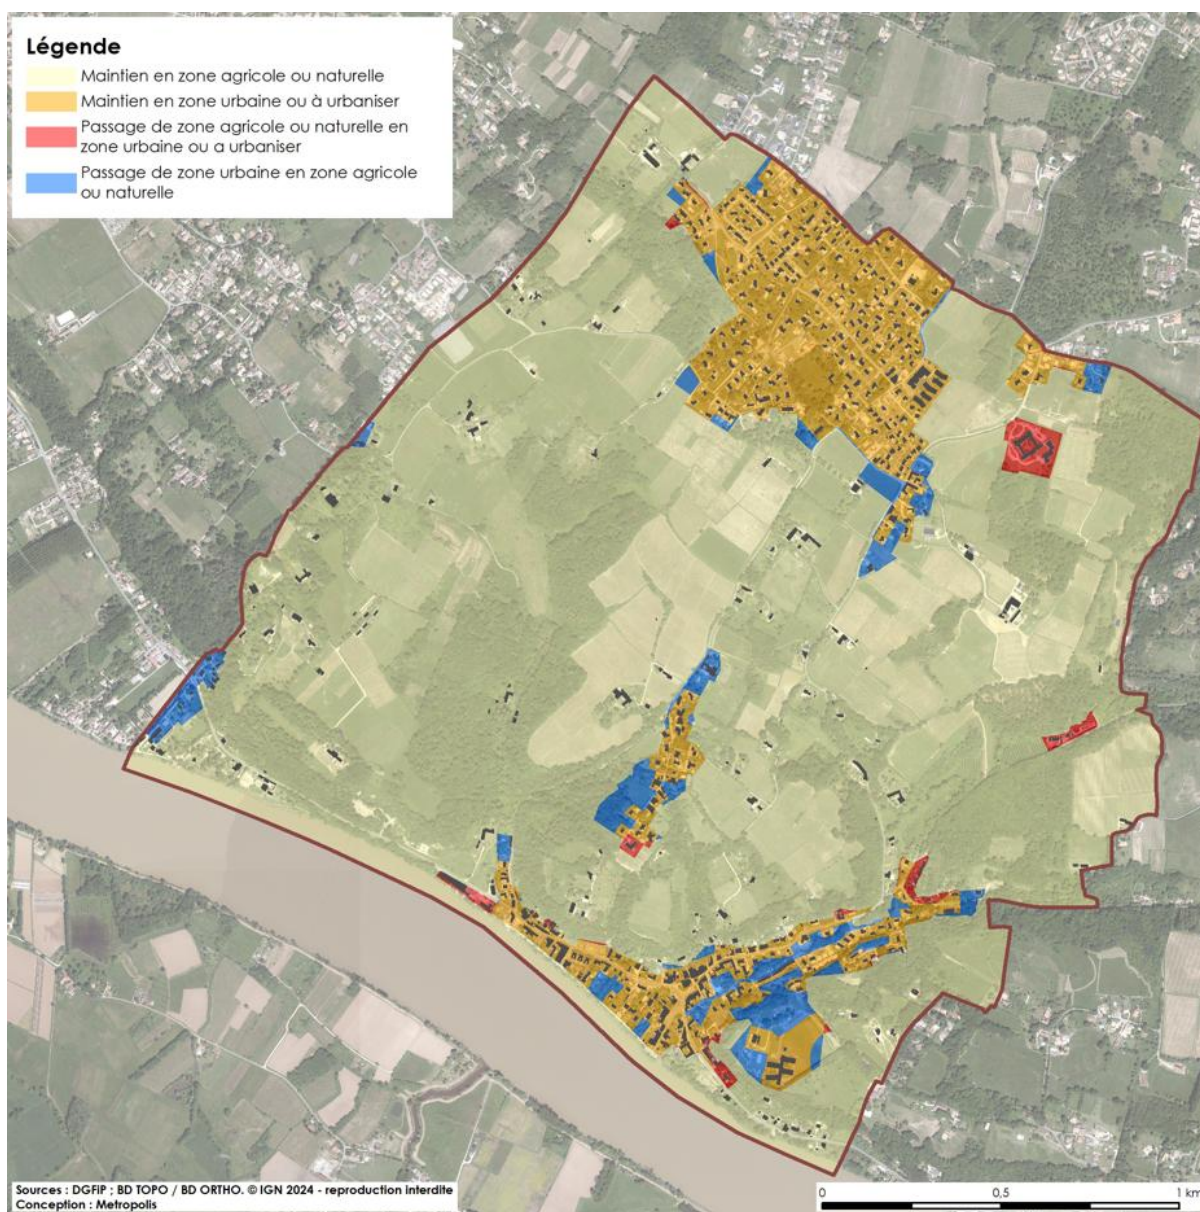 Légende
Maintien en zone agricole ou naturelle
Maintien en zone urbaine ou à urbaniser
Passage de zone agricole ou naturelle en
zone urbaine ou a urbaniser
Passage de zone urbaine en zone agricole
ou naturelle
Sources : DGFIP ; BD TOPO / BD ORTHO. © IGN 2024 - reproduction interdite
Conception : Metropolis
0 0,5 1 km